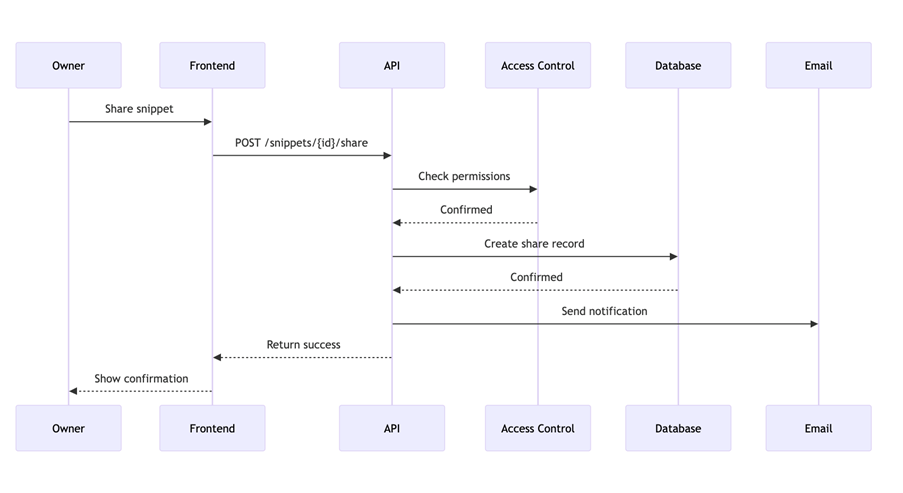 Owner
Frontend
API
Access Control
Database
Email
Share snippet
POST /snippets/{id}/share
Check permissions
Confirmed
Create share record
Confirmed
Send notification
Return success
Show confirmation
Owner
Frontend
API
Access Control
Database
Email